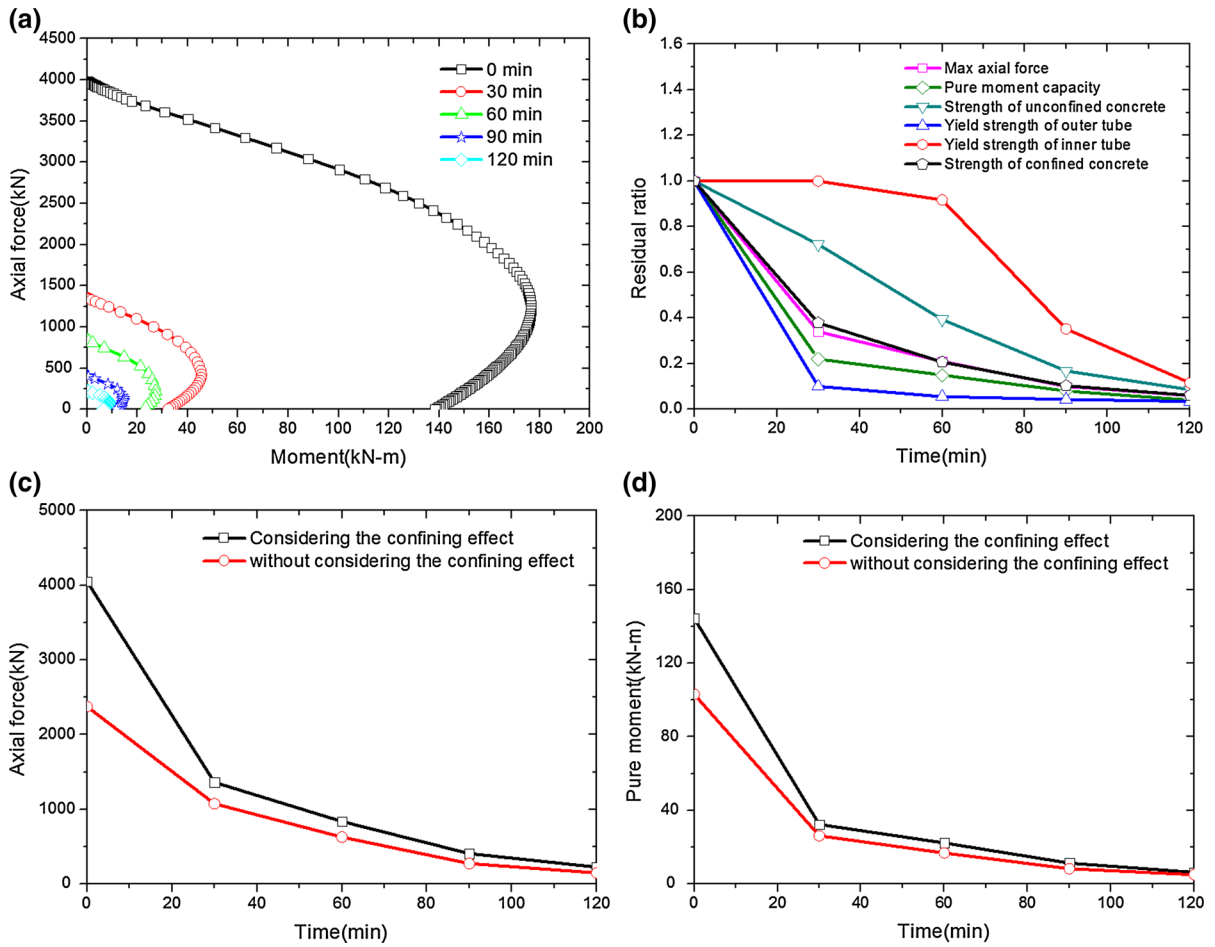 (a)
4500
4000
3500
3000
2500
2000
1500
1000
500
0
Axial force(kN)
0 min
30 min
60 min
90 min
120 min
0 20 40 60 80 100 120 140 160 180 200
Moment(kN-m)
(b)
1.6
1.4
1.2
1.0
0.8
0.6
0.4
0.2
0.0
Residual ratio
Max axial force
Pure moment capacity
Strength of unconfined concrete
Yield strength of outer tube
Yield strength of inner tube
Strength of confined concrete
0 20 40 60 80 100 120
Time(min)
(c)
5000
4000
3000
2000
1000
0
Axial force(kN)
Considering the confining effect
without considering the confining effect
0 20 40 60 80 100 120
Time(min)
(d)
200
160
120
80
40
0
Pure moment(kN-m)
Considering the confining effect
without considering the confining effect
0 20 40 60 80 100 120
Time(min)